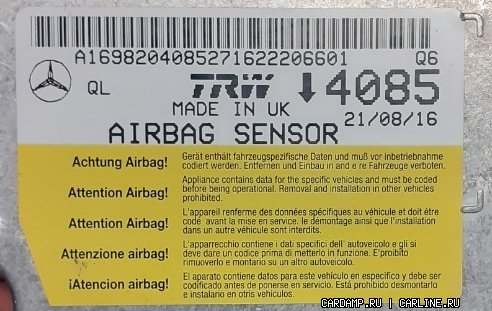 A1698204085271622206601 Q6
QL TRW ↓4085
MADE IN UK 21/08/16
AIRBAG SENSOR
Achtung Airbag! Gerät enthält fahrzeugspezifische Daten und muß vor inbetriebnahme
codiert werden. Entfernen und Einbau in and e re Fahrzeuge verboten.
Attention Airbag! Appliance contains data for the specific vehicles and must be coded
before being operational. Removal and installation in other vehicles
prohibited.
Attention Airbag! L'appareil renferme des données spécifiques au véhicule et doit être
codé avant la mise en service. le démontage ainsi que l'installation
dans un autre véhicule sont interdits.
Attenzione airbag! L'apparecchio contiene i dati specifici dell' autoveicolo e gli si
deve dare un codice prima di metterlo in funzione. E'proibito
rimuoverlo e montarlo su un altro autoveicolo.
¡Atencion airbag! El aparato contiene datos para este vehículo en especifico y debe ser
codificado antes de ponerse en servicio. Está prohibido desmontarlo
e instalarlo en otros vehículos.
CARDAMP.RU | CARLINE.RU